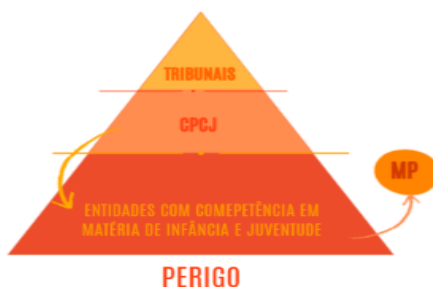 TRIBUNAIS
CPCJ
MP
ENTIDADES COM COMEPETÊNCIA EM
MATÉRIA DE INFÂNCIA E JUVENTUDE
PERIGO